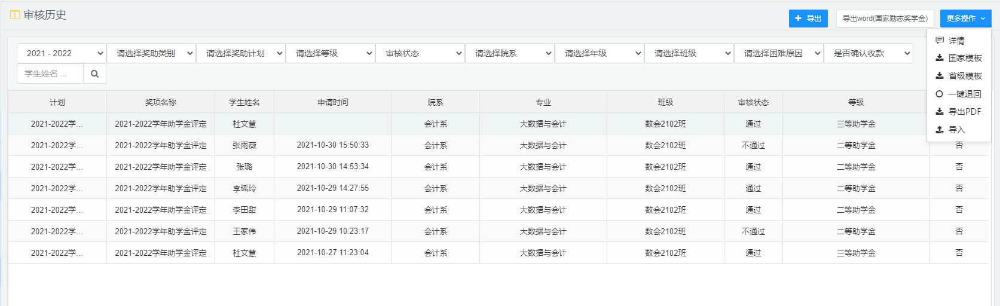 审核历史
导出 导出word(国家励志奖学金) 更多操作
详情
国家模板
省级模板
一键退回
导出PDF
导入
2021 - 2022 请选择奖助类别 请选择奖助计划 请选择等级 审核状态 请选择院系 请选择年级 请选择班级 请选择困难原因 是否确认收款
学生姓名 ...
计划 奖项名称 学生姓名 申请时间 院系 专业 班级 审核状态 等级
2021-2022学... 2021-2022学年助学金评定 杜文慧 会计系 大数据与会计 数会2102班 通过 三等助学金
2021-2022学... 2021-2022学年助学金评定 张雨薇 2021-10-30 15:50:33 会计系 大数据与会计 数会2102班 不通过 二等助学金 否
2021-2022学... 2021-2022学年助学金评定 张璐 2021-10-30 14:53:34 会计系 大数据与会计 数会2102班 通过 二等助学金 否
2021-2022学... 2021-2022学年助学金评定 李瑶玲 2021-10-29 14:27:55 会计系 大数据与会计 数会2102班 通过 二等助学金 否
2021-2022学... 2021-2022学年助学金评定 李田甜 2021-10-29 11:07:32 会计系 大数据与会计 数会2102班 通过 二等助学金 否
2021-2022学... 2021-2022学年助学金评定 王家伟 2021-10-29 10:23:17 会计系 大数据与会计 数会2102班 不通过 二等助学金 否
2021-2022学... 2021-2022学年助学金评定 杜文慧 2021-10-27 11:23:04 会计系 大数据与会计 数会2102班 通过 三等助学金 否